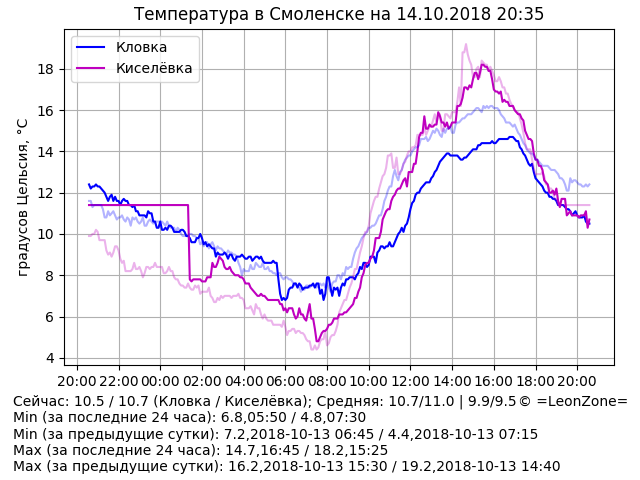 Температура в Смоленске на 14.10.2018 20:35
Кловка
Киселёвка
градусов Цельсия, °C
18
16
14
12
10
8
6
4
20:00 22:00 00:00 02:00 04:00 06:00 08:00 10:00 12:00 14:00 16:00 18:00 20:00
Сейчас: 10.5 / 10.7 (Кловка / Киселёвка); Средняя: 10.7/11.0 | 9.9/9.5© =LeonZone=
Min (за последние 24 часа): 6.8,05:50 / 4.8,07:30
Min (за предыдущие сутки): 7.2,2018-10-13 06:45 / 4.4,2018-10-13 07:15
Max (за последние 24 часа): 14.7,16:45 / 18.2,15:25
Max (за предыдущие сутки): 16.2,2018-10-13 15:30 / 19.2,2018-10-13 14:40